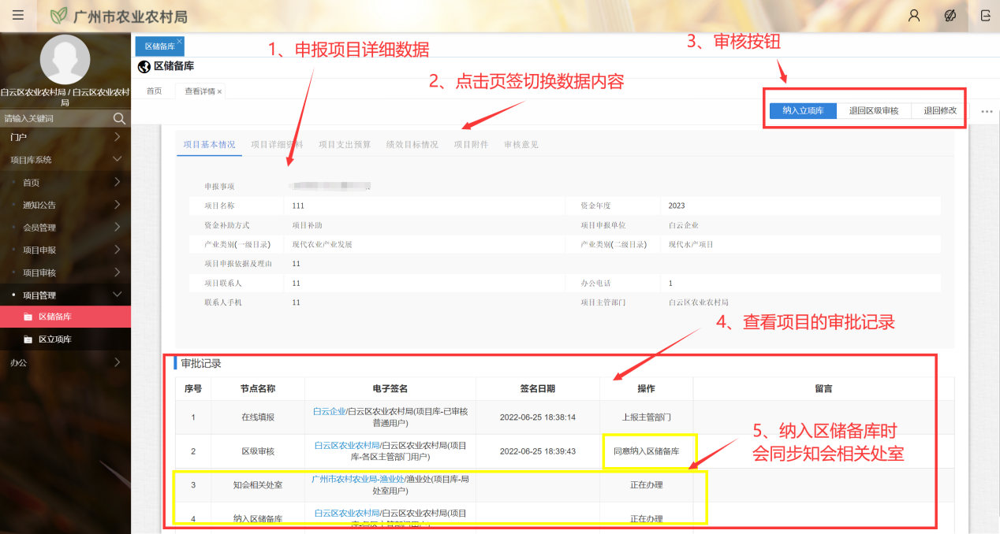 广州市农业农村局
白云区农业农村局 / 白云区农业农村局
请输入关键词
门户
项目库系统
首页
通知公告
会员管理
项目申报
项目审核
项目管理
区储备库
区立项库
办公
区储备库
区储备库
首页 查看详情
1、申报项目详细数据
2、点击页签切换数据内容
3、审核按钮
纳入立项库 退回区级审核 退回修改
项目基本情况 项目详细资料 项目支出预算 绩效目标情况 项目附件 审核意见
申报事项
项目名称 111 资金年度 2023
资金补助方式 项目补助 项目申报单位 白云企业
产业类别(一级目录) 现代农业产业发展 产业类别(二级目录) 现代水产项目
项目申报依据及理由 11
项目联系人 11 办公电话 1
联系人手机 11 项目主管部门 白云区农业农村局
4、查看项目的审批记录
审批记录
序号 节点名称 电子签名 签名日期 操作 留言
1 在线填报 白云企业/白云区农业农村局(项目库-已审核普通用户) 2022-06-25 18:38:14 上报主管部门
2 区级审核 白云区农业农村局/白云区农业农村局(项目库-各区主管部门用户) 2022-06-25 18:39:43 同意纳入区储备库
5、纳入区储备库时
会同步知会相关处室
3 知会相关处室 广州市农村农业局-渔业处/渔业处(项目库-局处室用户) 正在办理
4 纳入区储备库 白云区农业农村局/白云区农业农村局(项目 正在办理